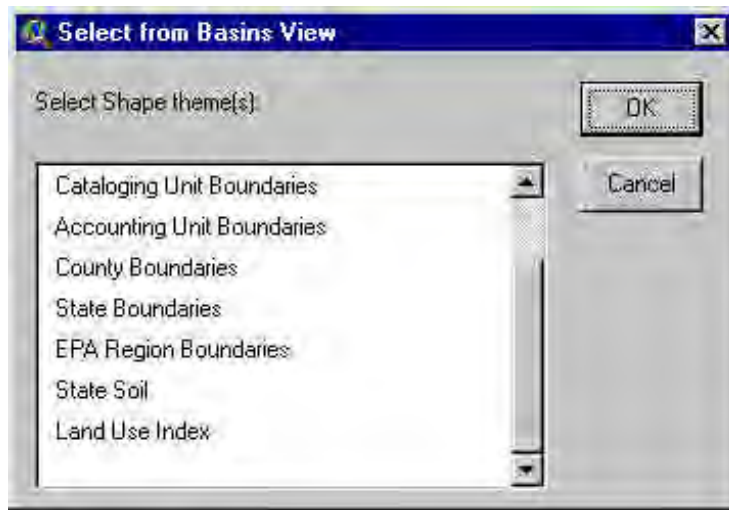 Select from Basins View
Select Shape theme(s):
OK
Cataloging Unit Boundaries
Cancel
Accounting Unit Boundaries
County Boundaries
State Boundaries
EPA Region Boundaries
State Soil
Land Use Index